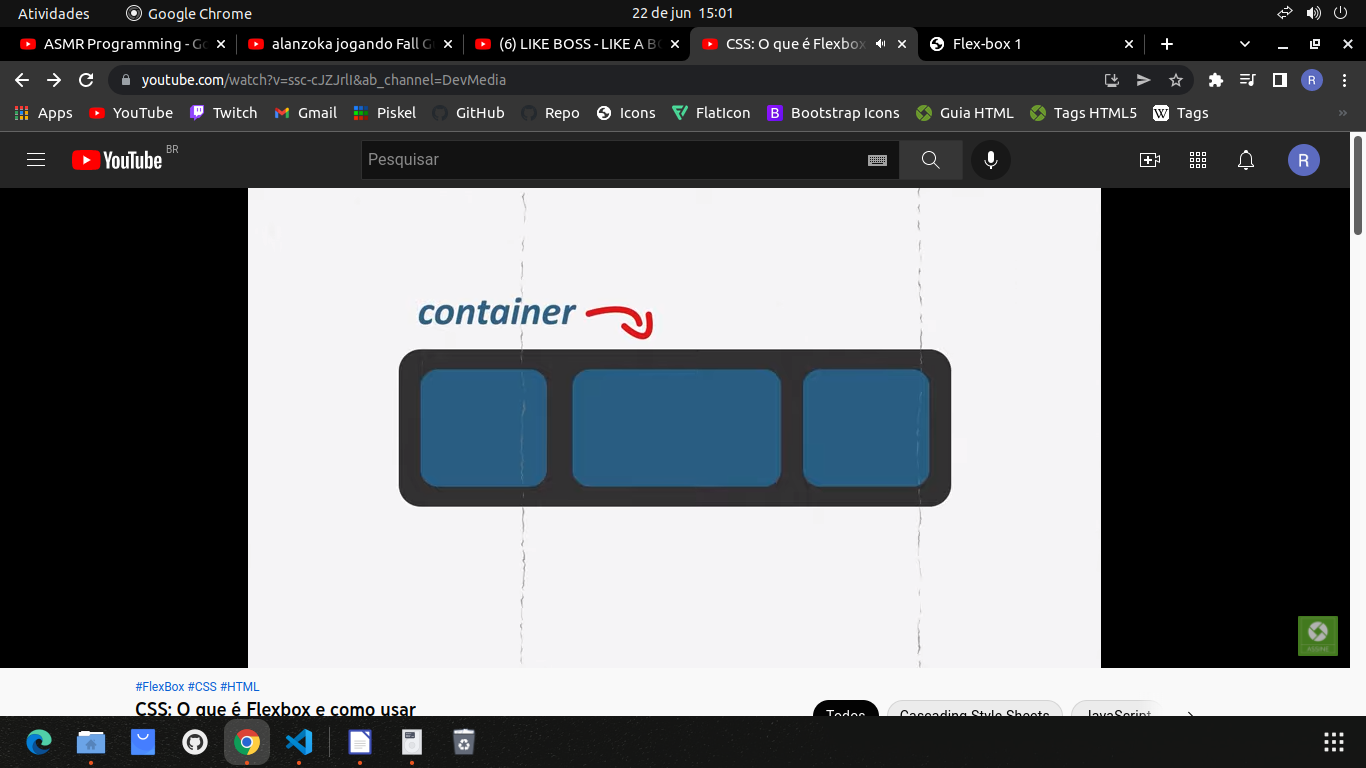 Atividades
Google Chrome
22 de jun 15:01
ASMR Programming - Go
alanzoka jogando Fall G
(6) LIKE BOSS - LIKE A BO
CSS: O que é Flexbox
Flex-box 1
youtube.com/watch?v=ssc-cJZJrlI&ab_channel=DevMedia
R
Apps
YouTube
Twitch
Gmail
Piskel
GitHub
Repo
Icons
FlatIcon
B Bootstrap Icons
Guia HTML
Tags HTML5
W Tags
»
YouTube BR
Pesquisar
R
container
#FlexBox #CSS #HTML
CSS: O que é Flexbox e como usar
Todos
Cascading Style Sheets
JavaScript